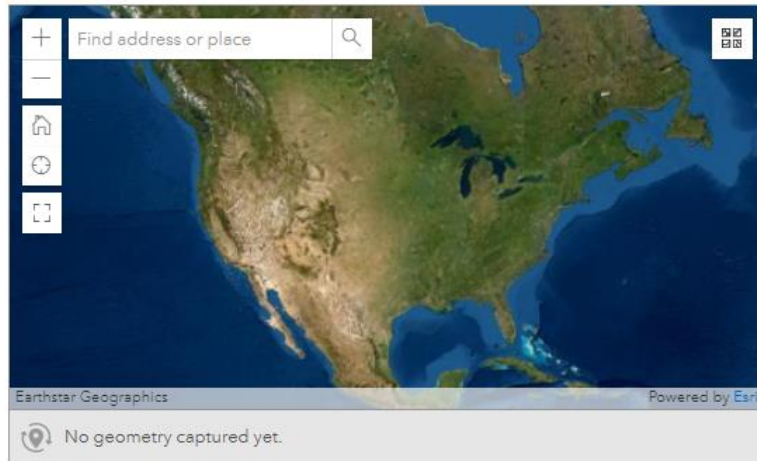 Find address or place
Earthstar Geographics
Powered by Esri
No geometry captured yet.